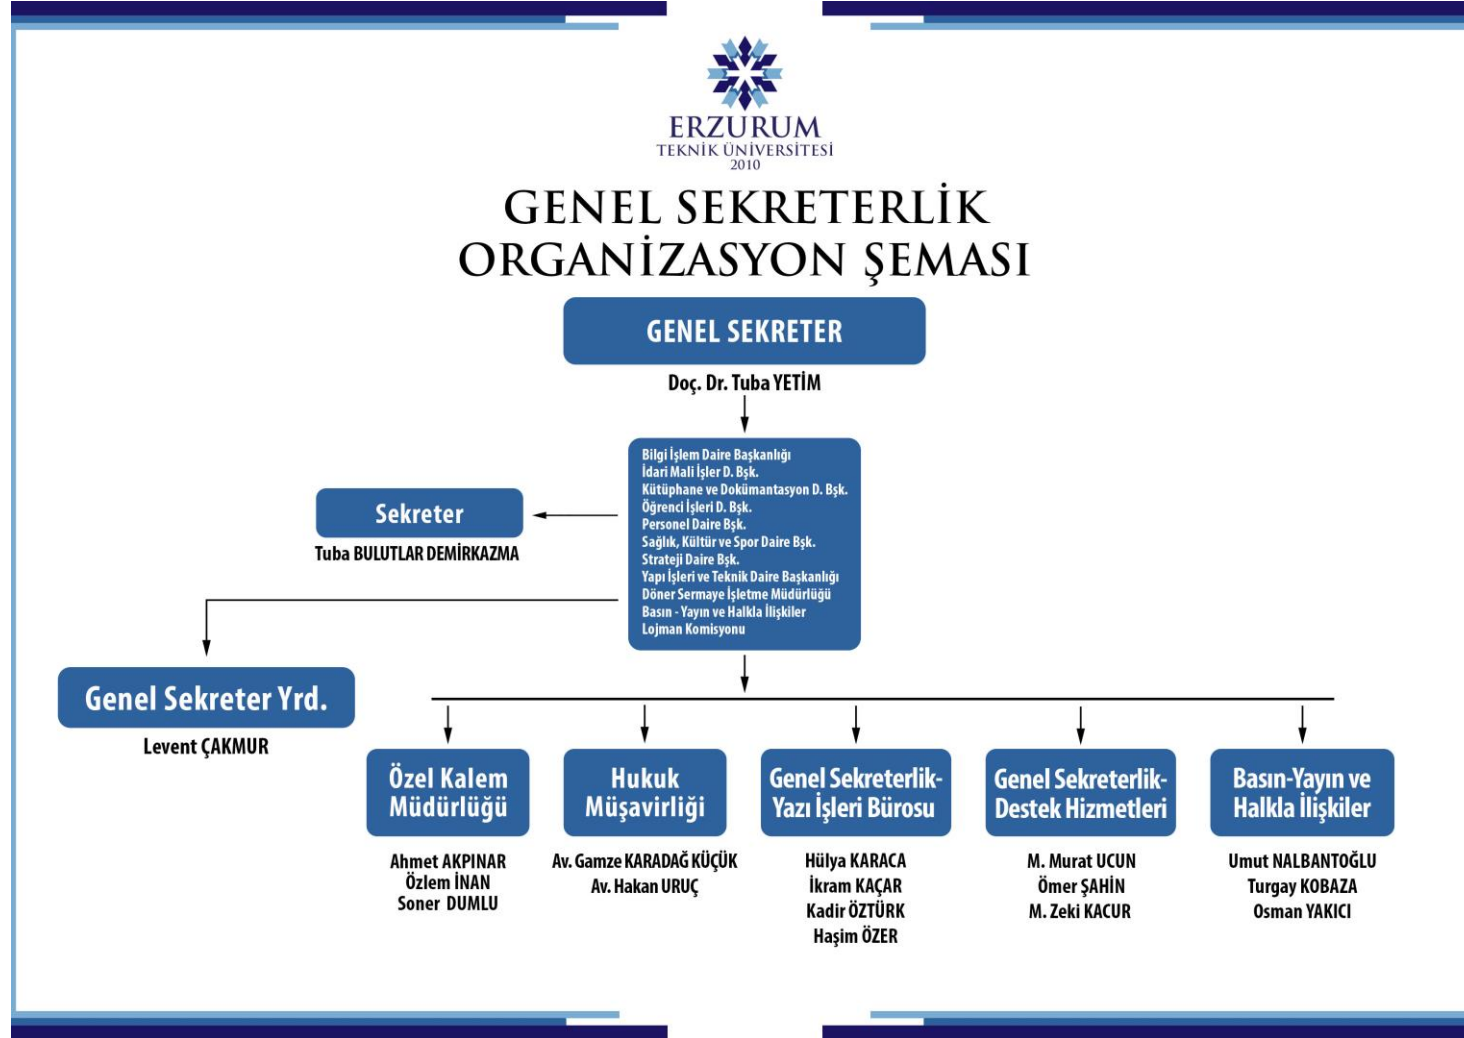 ERZURUM
TEKNİK ÜNİVERSİTESİ
2010
GENEL SEKRETERLİK
ORGANİZASYON ŞEMASI
GENEL SEKRETER
Doç. Dr. Tuba YETİM
Bilgi İşlem Daire Başkanlığı
İdari Mali İşler D. Bşk.
Kütüphane ve Dokümantasyon D. Bşk.
Öğrenci İşleri D. Bşk.
Personel Daire Bşk.
Sağlık, Kültür ve Spor Daire Bşk.
Strateji Daire Bşk.
Yapı İşleri ve Teknik Daire Başkanlığı
Döner Sermaye İşletme Müdürlüğü
Basın - Yayın ve Halkla İlişkiler
Lojman Komisyonu
Sekreter
Tuba BULUTLAR DEMİRKAZMA
Genel Sekreter Yrd.
Levent ÇAKMUR
Özel Kalem
Müdürlüğü
Ahmet AKPINAR
Özlem İNAN
Soner DUMLU
Hukuk
Müşavirliği
Av. Gamze KARADAĞ KÜÇÜK
Av. Hakan URUÇ
Genel Sekreterlik-
Yazı İşleri Bürosu
Hülya KARACA
İkram KAÇAR
Kadir ÖZTÜRK
Haşim ÖZER
Genel Sekreterlik-
Destek Hizmetleri
M. Murat UCUN
Ömer ŞAHİN
M. Zeki KACUR
Basın-Yayın ve
Halkla İlişkiler
Umut NALBANTOĞLU
Turgay KOBAZA
Osman YAKICI